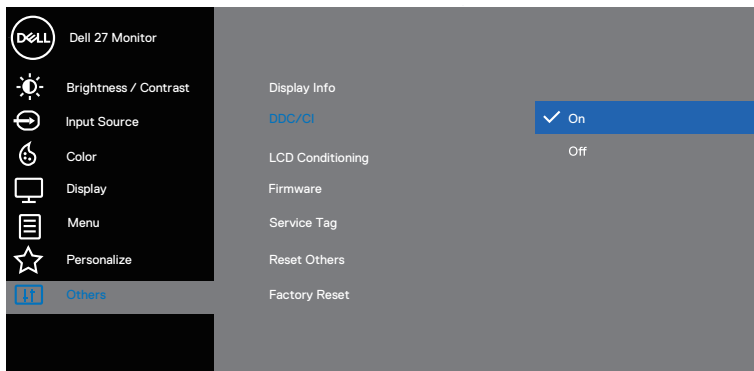 DELL
Dell 27 Monitor
Brightness / Contrast
Input Source
Color
Display
Menu
Personalize
Others
Display Info
DDC/CI
LCD Conditioning
Firmware
Service Tag
Reset Others
Factory Reset
On
Off